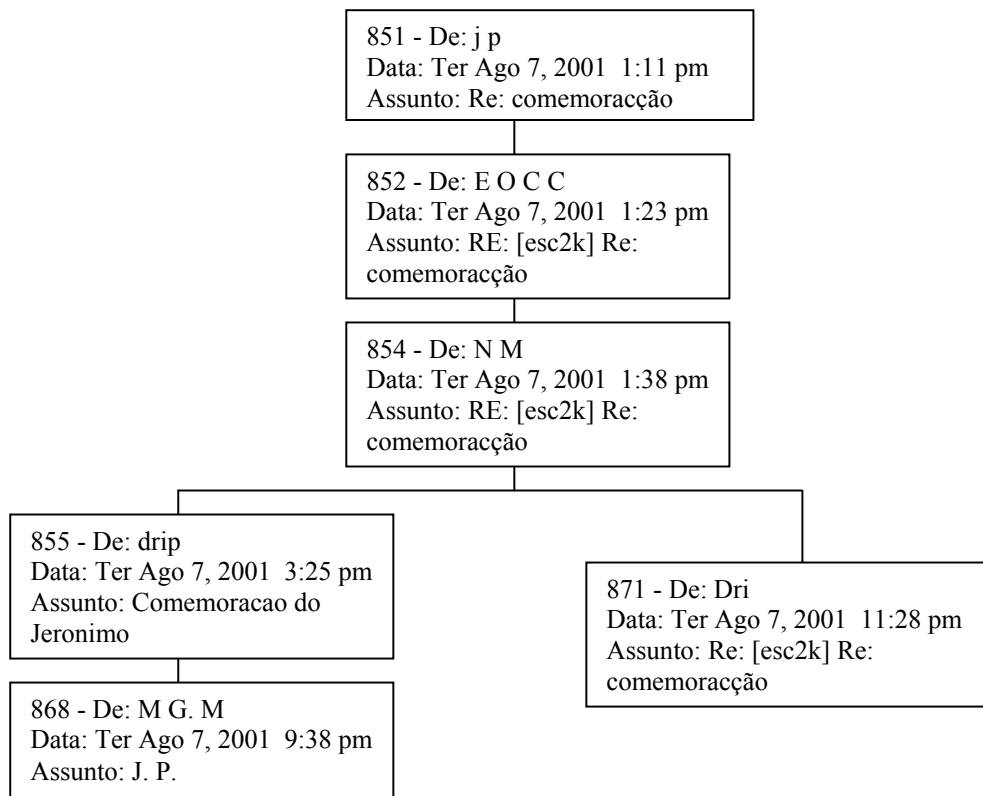 851 - De: j p
Data: Ter Ago 7, 2001  1:11 pm
Assunto: Re: comemoracção
852 - De: E O C C
Data: Ter Ago 7, 2001  1:23 pm
Assunto: RE: [esc2k] Re:
comemoracção
854 - De: N M
Data: Ter Ago 7, 2001  1:38 pm
Assunto: RE: [esc2k] Re:
comemoracção
855 - De: drip
Data: Ter Ago 7, 2001  3:25 pm
Assunto: Comemoracao do
Jeronimo
871 - De: Dri
Data: Ter Ago 7, 2001  11:28 pm
Assunto: Re: [esc2k] Re:
comemoracção
868 - De: M G. M
Data: Ter Ago 7, 2001  9:38 pm
Assunto: J. P.